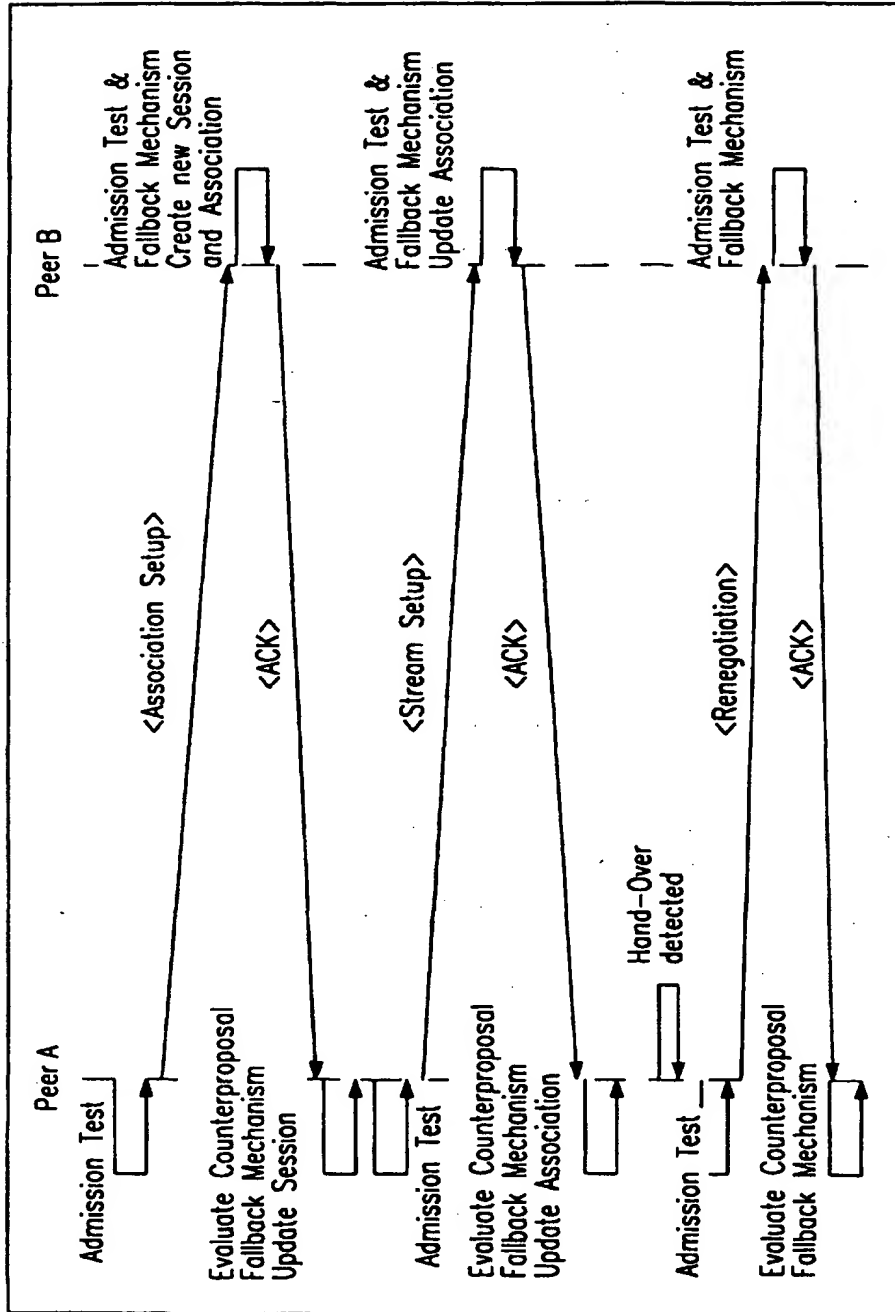 Peer A
Peer B
Admission Test
<Association Setup>
Admission Test &
Fallback Mechanism
Create new Session
and Association
<ACK>
Evaluate Counterproposal
Fallback Mechanism
Update Session
Admission Test
<Stream Setup>
Admission Test &
Fallback Mechanism
Update Association
<ACK>
Evaluate Counterproposal
Fallback Mechanism
Update Association
Hand-Over
detected
Admission Test
<Renegotiation>
Admission Test &
Fallback Mechanism
<ACK>
Evaluate Counterproposal
Fallback Mechanism